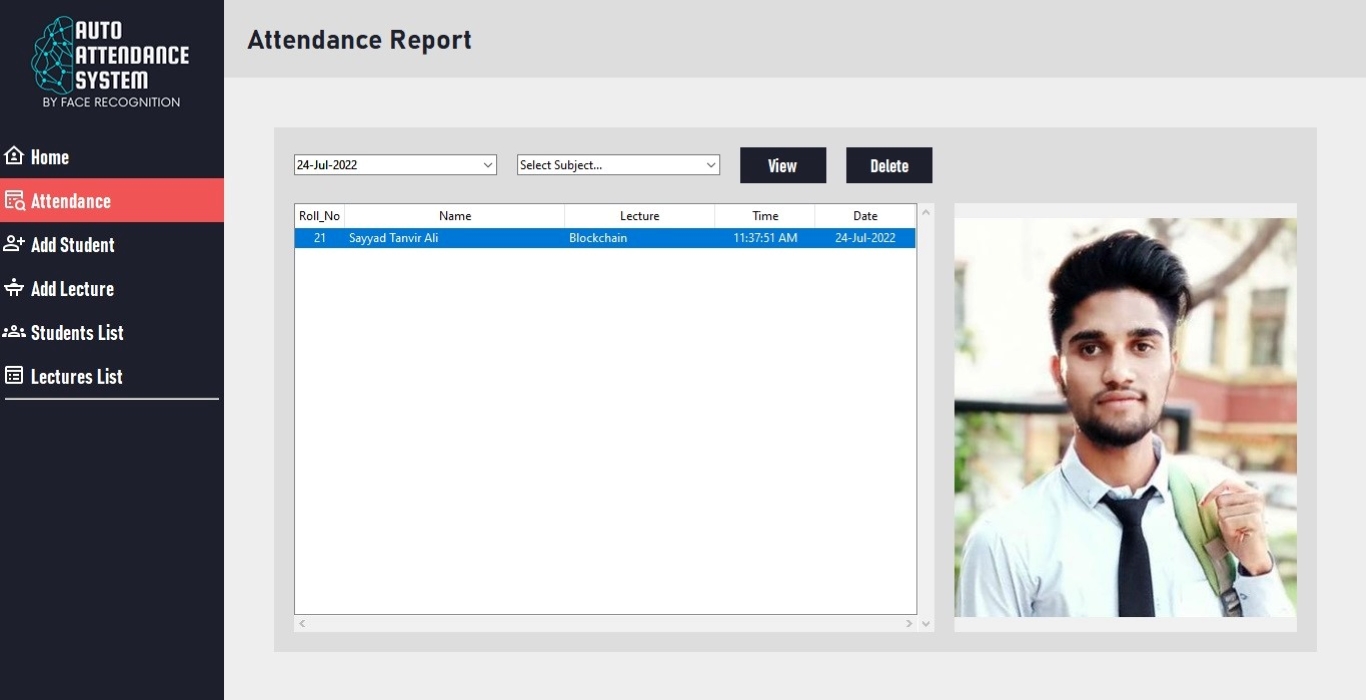 AUTO
ATTENDANCE
SYSTEM
BY FACE RECOGNITION
Home
Attendance
Add Student
Add Lecture
Students List
Lectures List
Attendance Report
24-Jul-2022 Select Subject... View Delete
Roll_No Name Lecture Time Date
21 Sayyad Tanvir Ali Blockchain 11:37:51 AM 24-Jul-2022